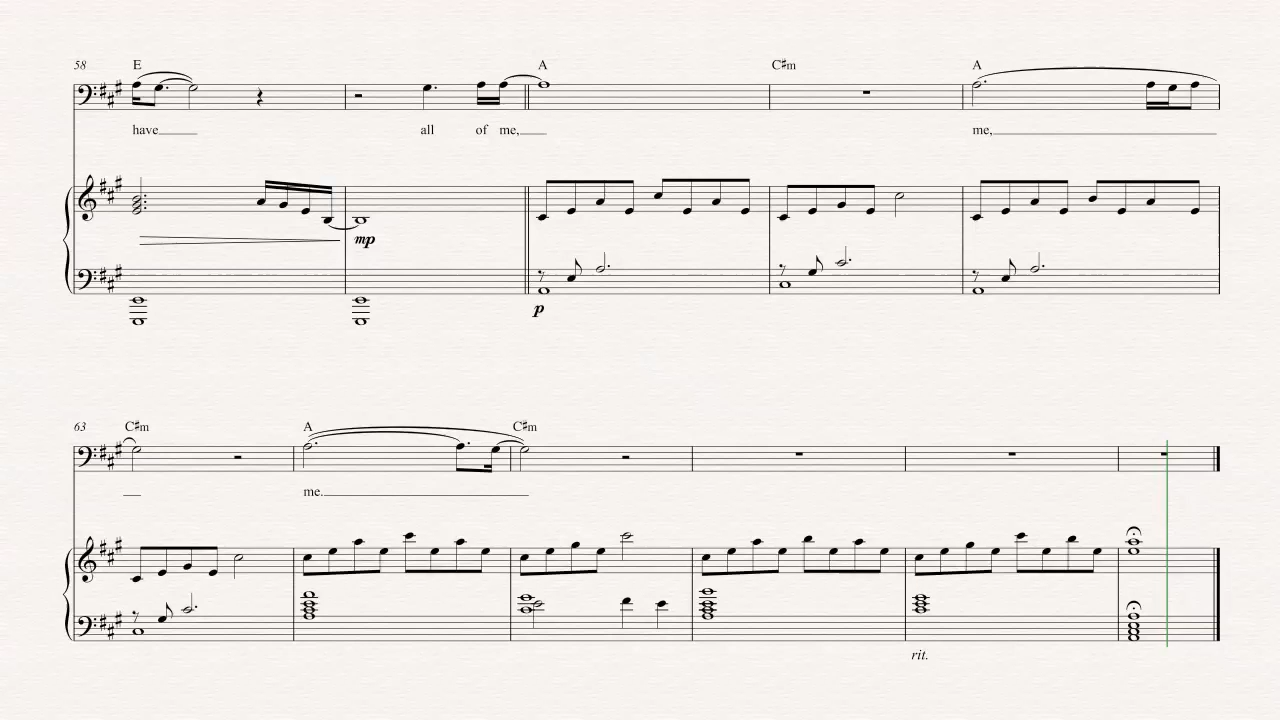 58 E A C♯m A
have all of me, me,
mp
p
63 C♯m A C♯m
me.
rit.